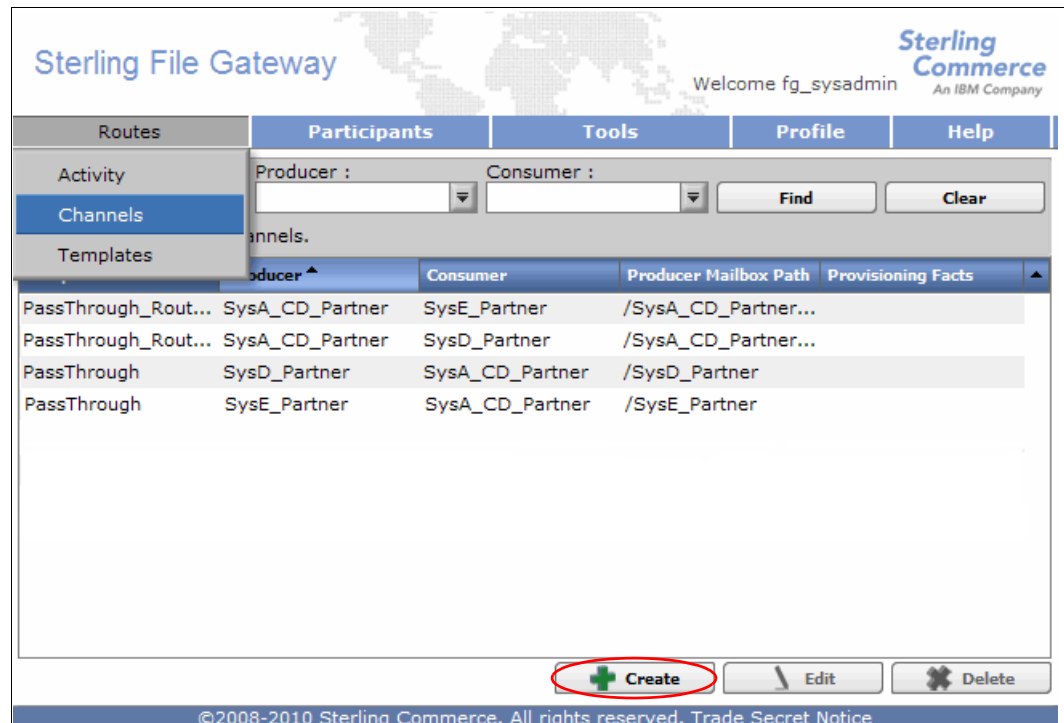 Sterling File Gateway
Sterling
Commerce
An IBM Company
Welcome fg_sysadmin
Routes Participants Tools Profile Help
Activity
Channels
Templates
Producer : Consumer :
Find Clear
annels.
oducer Consumer Producer Mailbox Path Provisioning Facts
PassThrough_Rout... SysA_CD_Partner SysE_Partner /SysA_CD_Partner...
PassThrough_Rout... SysA_CD_Partner SysD_Partner /SysA_CD_Partner...
PassThrough SysD_Partner SysA_CD_Partner /SysD_Partner
PassThrough SysE_Partner SysA_CD_Partner /SysE_Partner
Create Edit Delete
©2008-2010 Sterling Commerce. All rights reserved. Trade Secret Notice